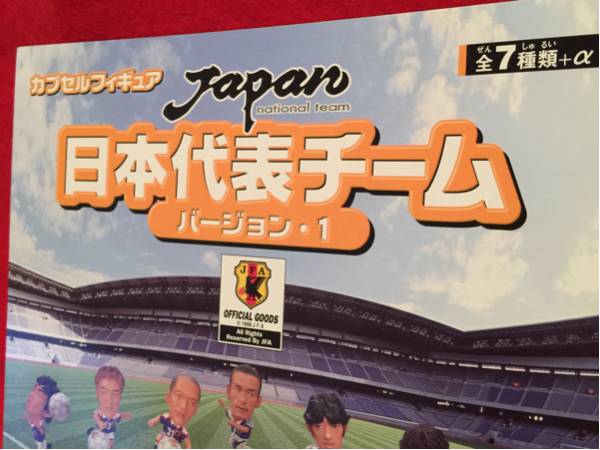 カプセルフィギュア
Japan
national team
ぜん しゅ るい
全7種類+α
日本代表チーム
バージョン・1
JFA
OFFICIAL GOODS
© 1996 J.F.A
All Rights
Reserved By JFA